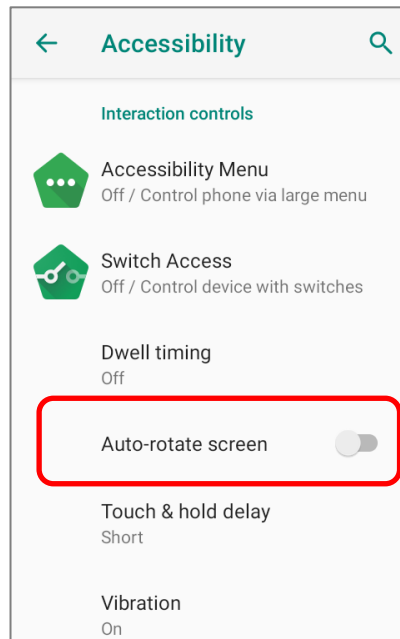 Accessibility
Interaction controls
Accessibility Menu
Off / Control phone via large menu
Switch Access
Off / Control device with switches
Dwell timing
Off
Auto-rotate screen
Touch & hold delay
Short
Vibration
On